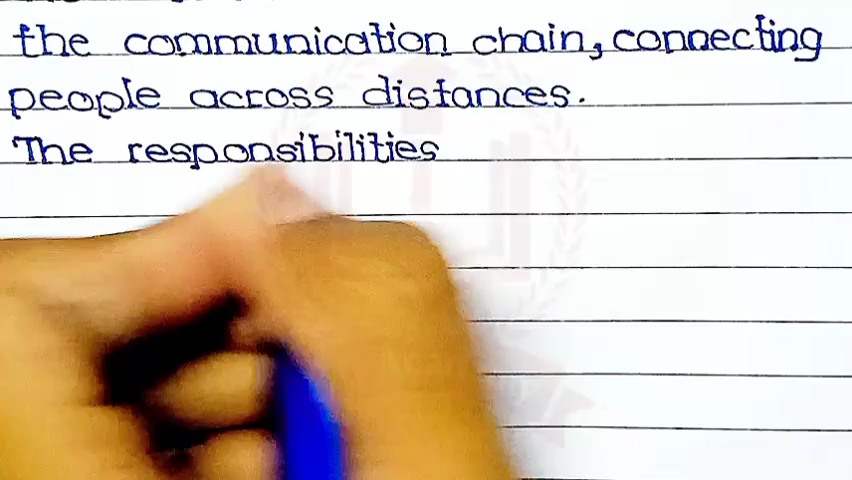 the communication chain, connecting
people across distances.
The responsibilities